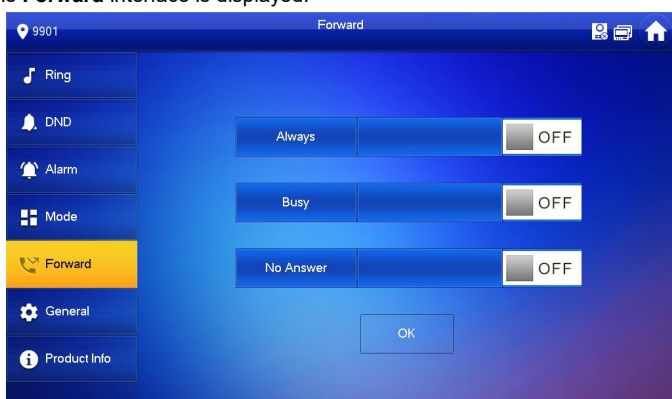 Forward interface is displayed.
9901
Forward
Ring
DND
Alarm
Mode
Forward
General
Product Info
Always
OFF
Busy
OFF
No Answer
OFF
OK